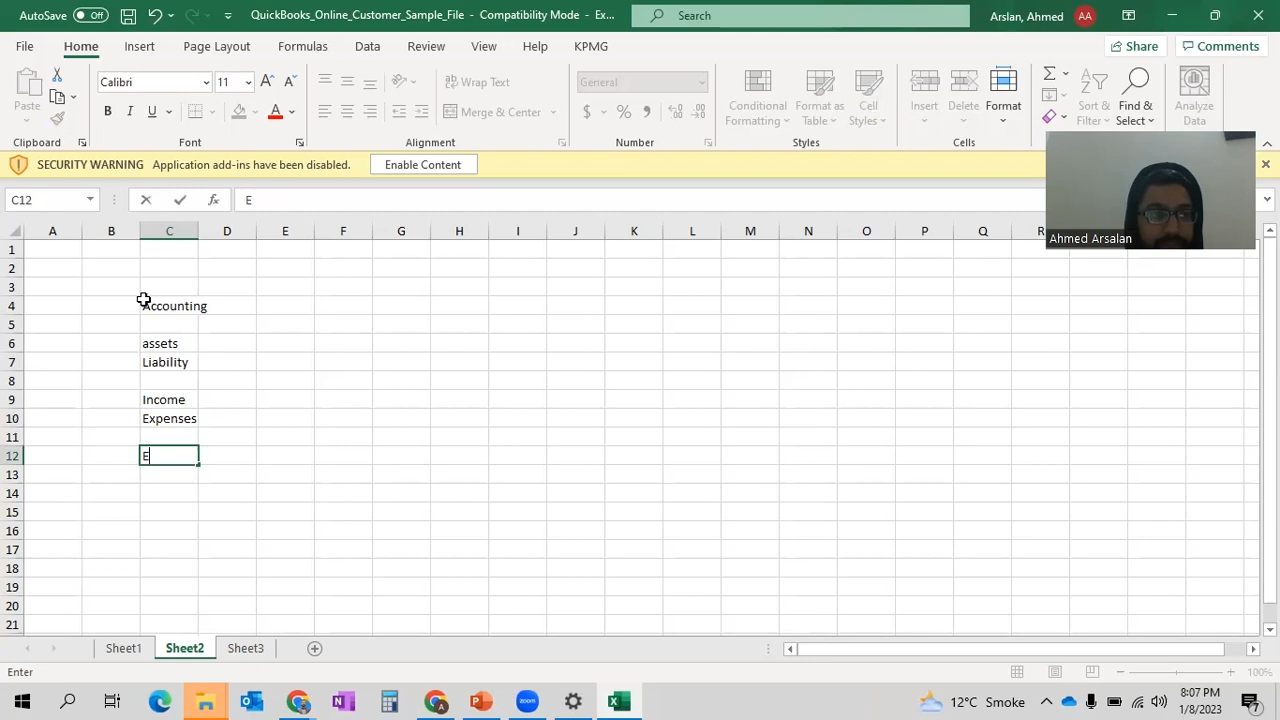 AutoSave Off QuickBooks_Online_Customer_Sample_File - Compatibility Mode - Ex... Search Arslan, Ahmed AA
File Home Insert Page Layout Formulas Data Review View Help KPMG Share Comments
Calibri 11 Wrap Text General
Paste B I U Merge & Center $ % Conditional Formatting Format as Table Cell Styles Insert Delete Format Sort & Filter Find & Select Analyze Data
Clipboard Font Alignment Number Styles Cells
SECURITY WARNING Application add-ins have been disabled. Enable Content
C12 fx E
Ahmed Arsalan
A B C D E F G H I J K L M N O P Q R
1
2
3
4 Accounting
5
6 assets
7 Liability
8
9 Income
10 Expenses
11
12 E
13
14
15
16
17
18
19
20
21
Sheet1 Sheet2 Sheet3
Enter 100%
12°C Smoke 8:07 PM
1/8/2023 7